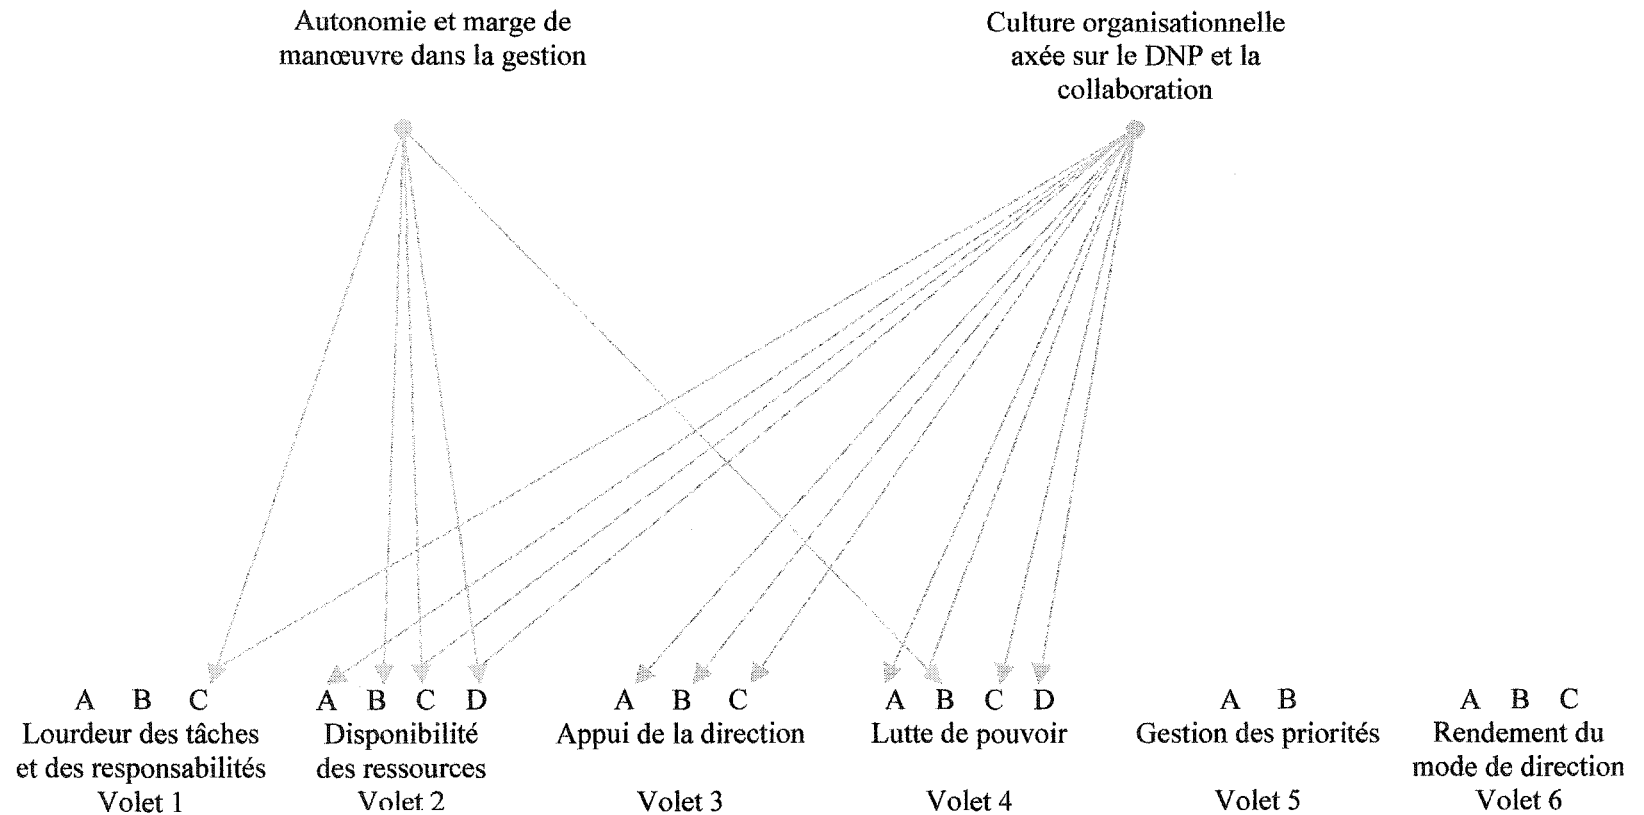 Autonomie et marge de
manœuvre dans la gestion
Culture organisationnelle
axée sur le DNP et la
collaboration
A B C
Lourdeur des tâches
et des responsabilités
Volet 1
A B C D
Disponibilité
des ressources
Volet 2
A B C
Appui de la direction
Volet 3
A B C D
Lutte de pouvoir
Volet 4
A B
Gestion des priorités
Volet 5
A B C
Rendement du
mode de direction
Volet 6